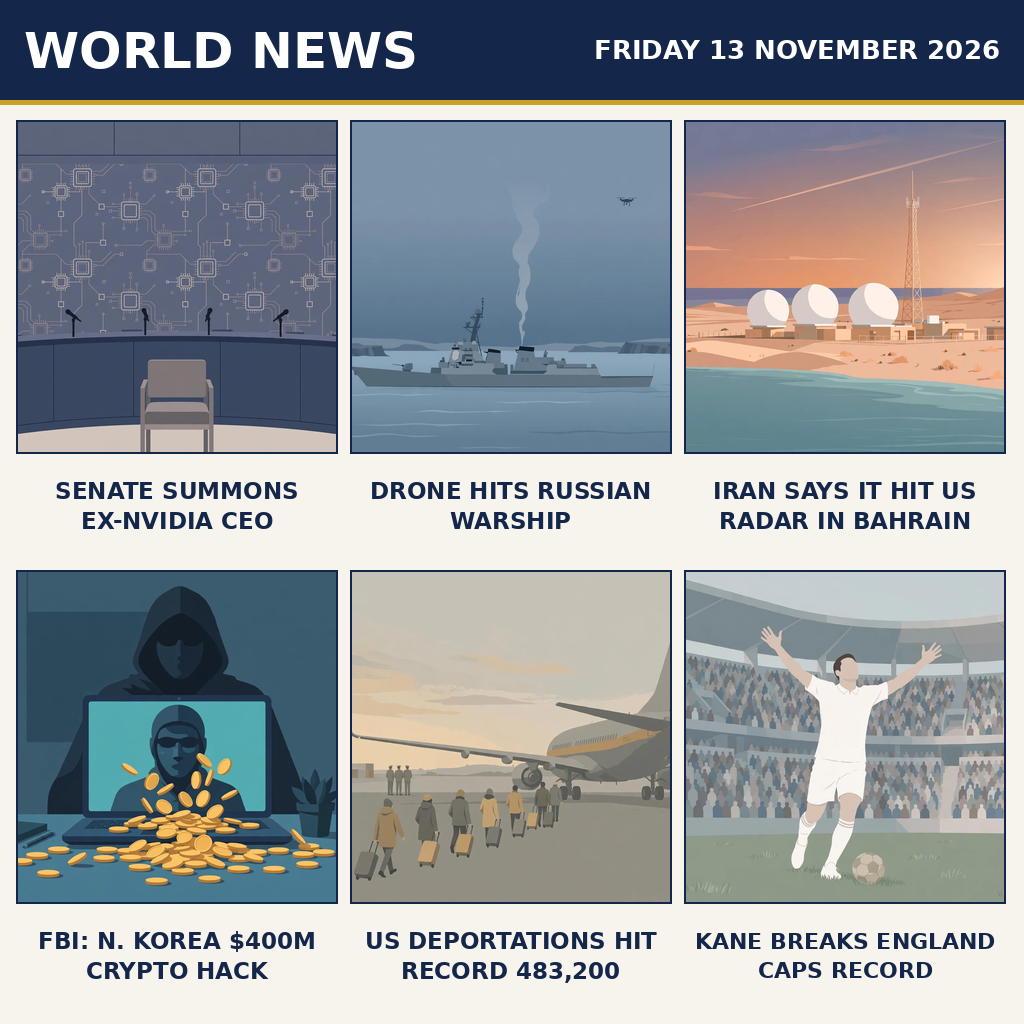 WORLD NEWS
FRIDAY 13 NOVEMBER 2026
SENATE SUMMONS
EX-NVIDIA CEO
DRONE HITS RUSSIAN
WARSHIP
IRAN SAYS IT HIT US
RADAR IN BAHRAIN
FBI: N. KOREA $400M
CRYPTO HACK
US DEPORTATIONS HIT
RECORD 483,200
KANE BREAKS ENGLAND
CAPS RECORD